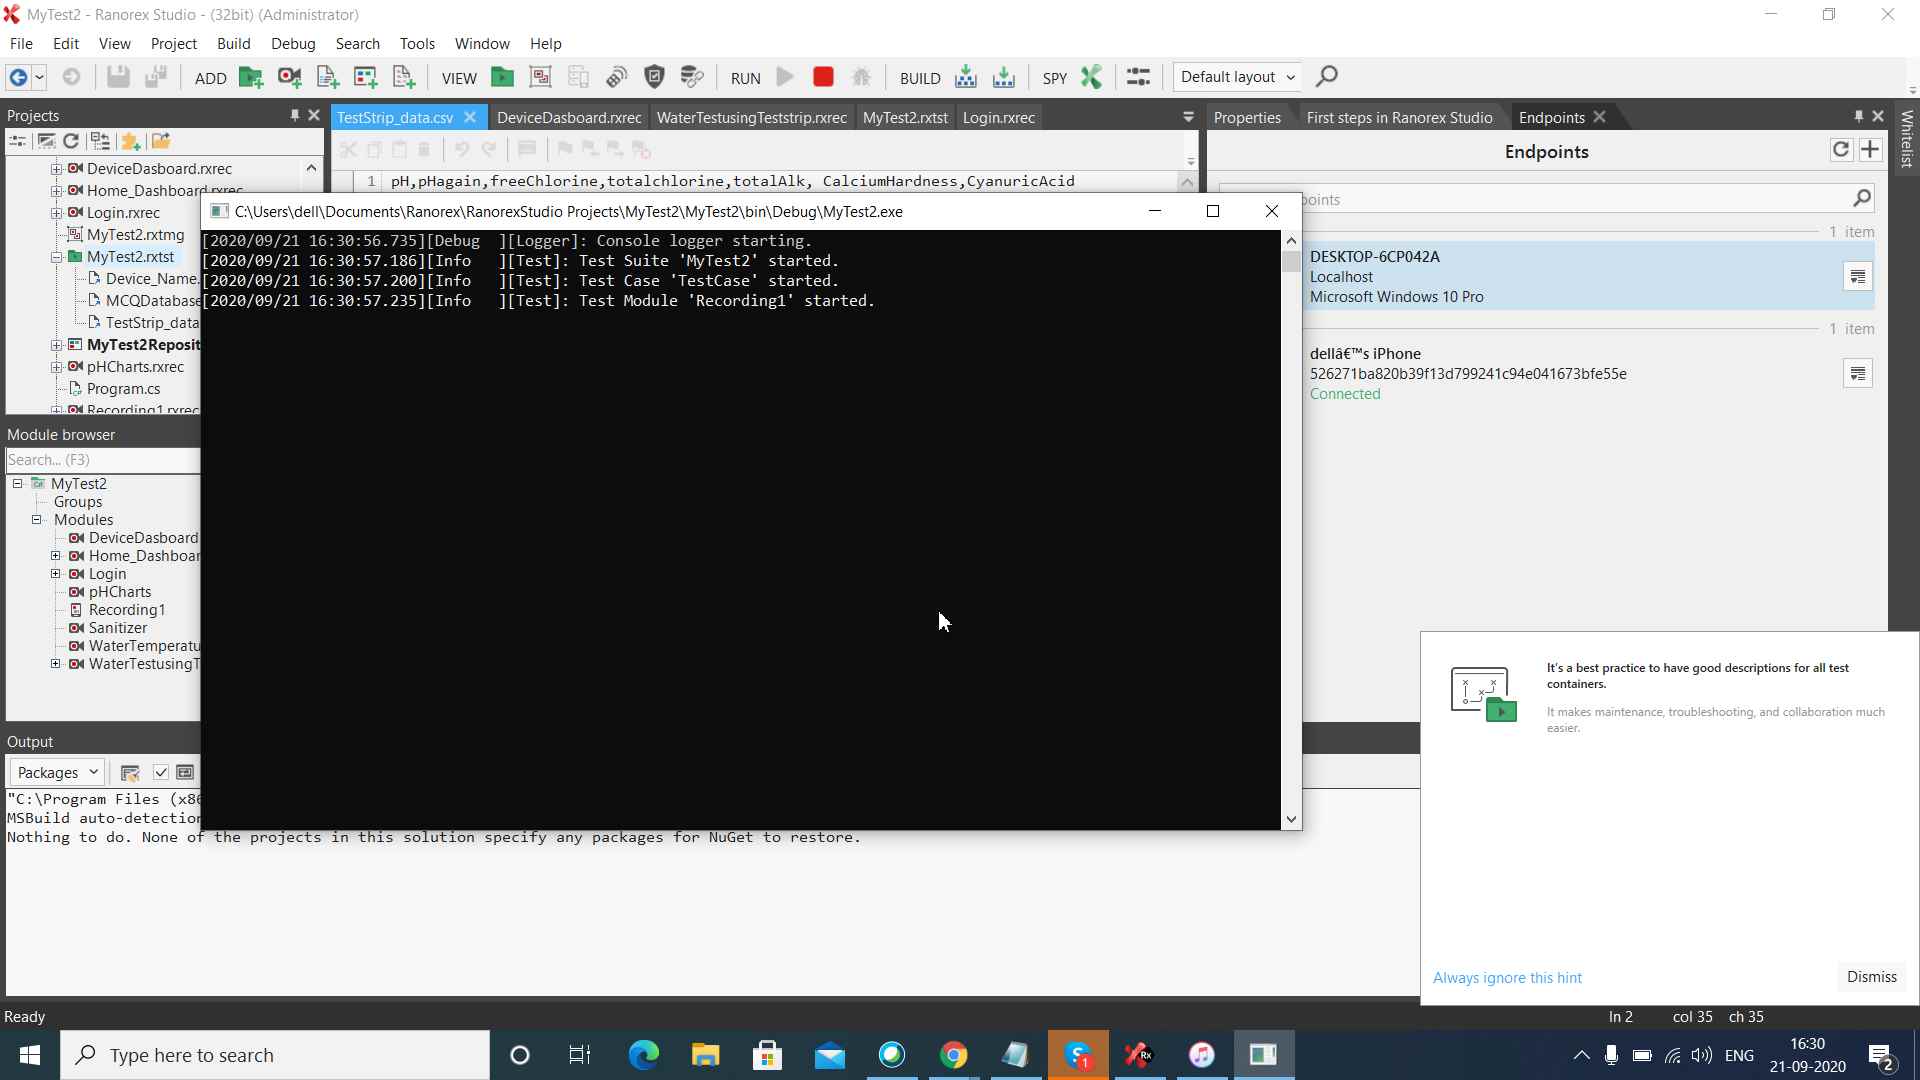 MyTest2 - Ranorex Studio - (32bit) (Administrator)
File Edit View Project Build Debug Search Tools Window Help
ADD VIEW RUN BUILD SPY Default layout
Projects
DeviceDasboard.rxrec
Home_Dashboard.rxrec
Login.rxrec
MyTest2.rxtmg
MyTest2.rxtst
Device_Name.
MCQDatabase
TestStrip_data
MyTest2Reposit
pHCharts.rxrec
Program.cs
Recording1.rxrec
TestStrip_data.csv DeviceDasboard.rxrec WaterTestusingTeststrip.rxrec MyTest2.rxtst Login.rxrec
1 pH,pHagain,freeChlorine,totalchlorine,totalAlk, CalciumHardness,CyanuricAcid
Properties First steps in Ranorex Studio Endpoints
Whitelist
Endpoints
points
1 item
DESKTOP-6CP042A
Localhost
Microsoft Windows 10 Pro
1 item
dellâ€™s iPhone
526271ba820b39f13d799241c94e041673bfe55e
Connected
C:\Users\dell\Documents\Ranorex\RanorexStudio Projects\MyTest2\MyTest2\bin\Debug\MyTest2.exe
[2020/09/21 16:30:56.735][Debug  ][Logger]: Console logger starting.
[2020/09/21 16:30:57.186][Info   ][Test]: Test Suite 'MyTest2' started.
[2020/09/21 16:30:57.200][Info   ][Test]: Test Case 'TestCase' started.
[2020/09/21 16:30:57.235][Info   ][Test]: Test Module 'Recording1' started.
Module browser
Search... (F3)
MyTest2
Groups
Modules
DeviceDasboard
Home_Dashboar
Login
pHCharts
Recording1
Sanitizer
WaterTemperatu
WaterTestusingT
Output
Packages
"C:\Program Files (x86
MSBuild auto-detection
Nothing to do. None of the projects in this solution specify any packages for NuGet to restore.
It's a best practice to have good descriptions for all test
containers.
It makes maintenance, troubleshooting, and collaboration much
easier.
Always ignore this hint Dismiss
Ready ln 2 col 35 ch 35
Type here to search
1
Rx
ENG
16:30
21-09-2020
2